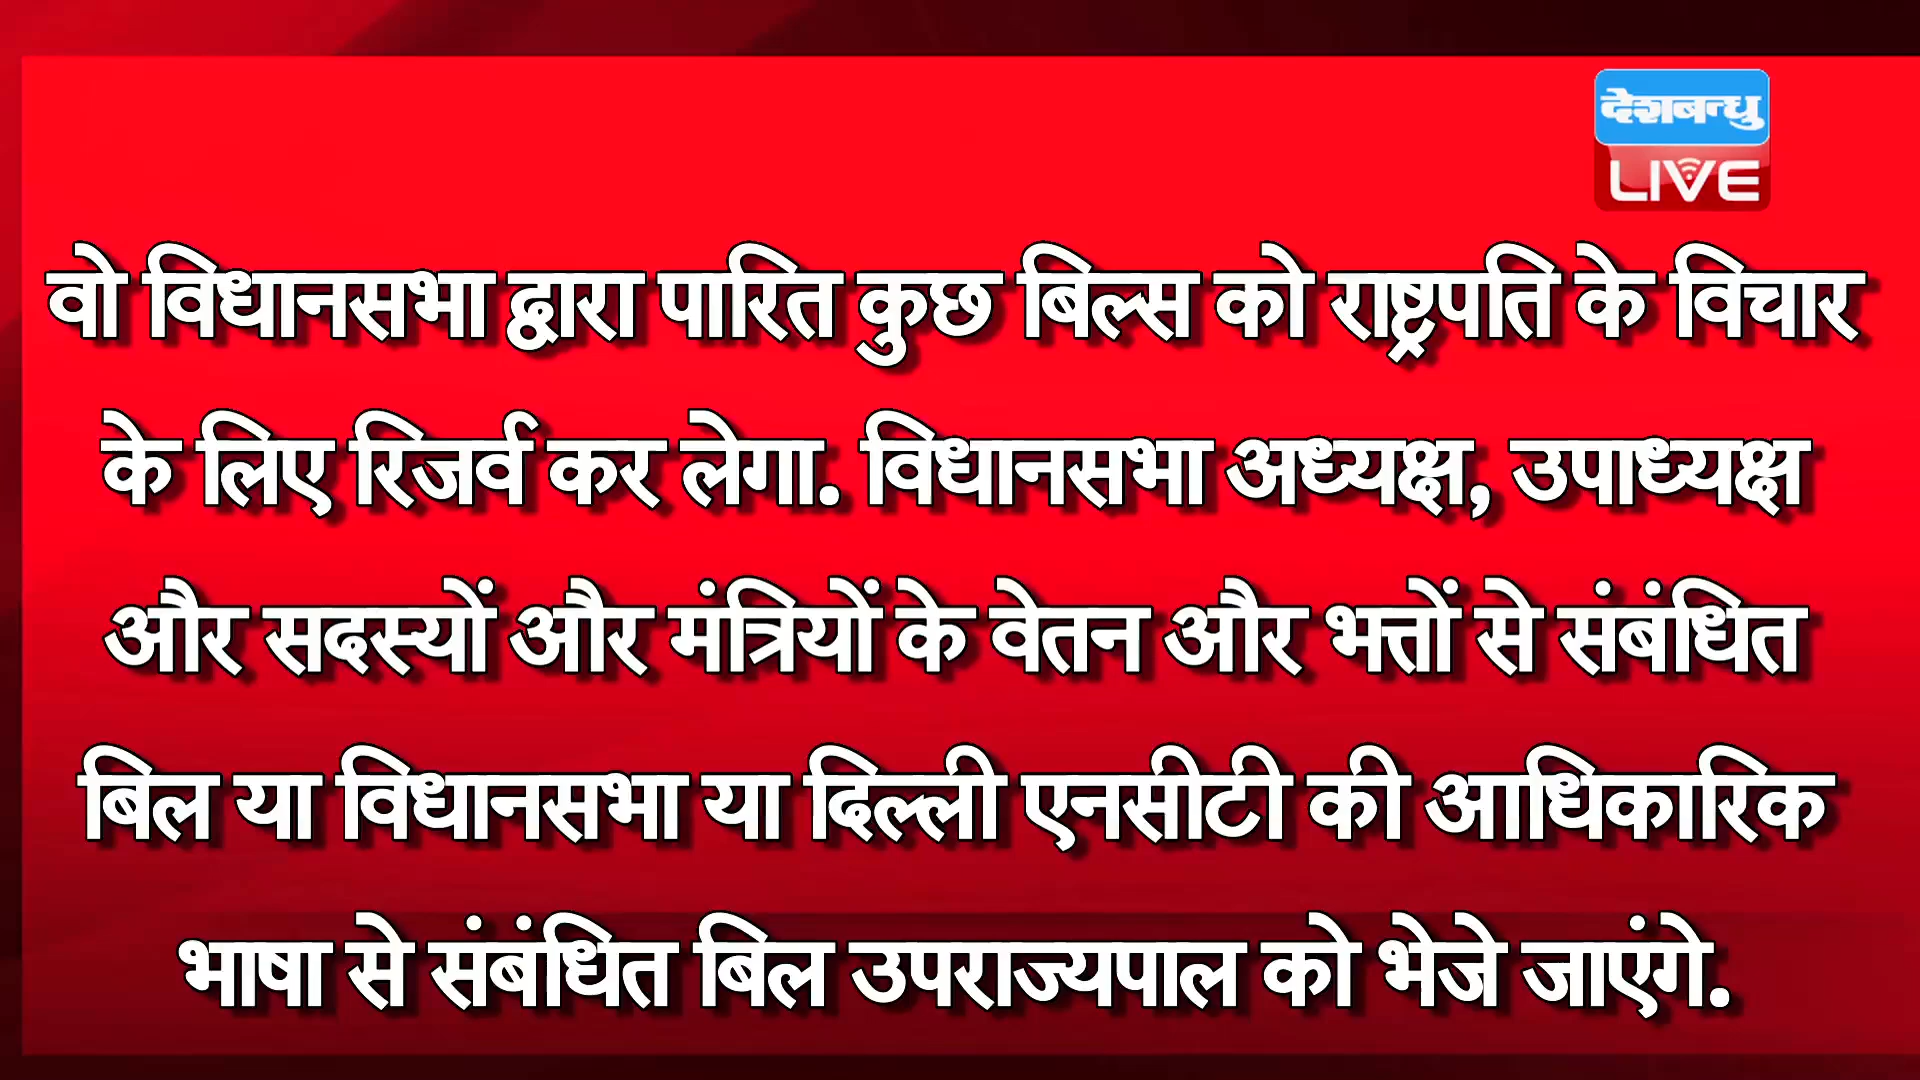 देशबन्धु
LIVE
वो विधानसभा द्वारा पारित कुछ बिल्स को राष्ट्रपति के विचार
के लिए रिजर्व कर लेगा. विधानसभा अध्यक्ष, उपाध्यक्ष
और सदस्यों और मंत्रियों के वेतन और भत्तों से संबंधित
बिल या विधानसभा या दिल्ली एनसीटी की आधिकारिक
भाषा से संबंधित बिल उपराज्यपाल को भेजे जाएंगे.